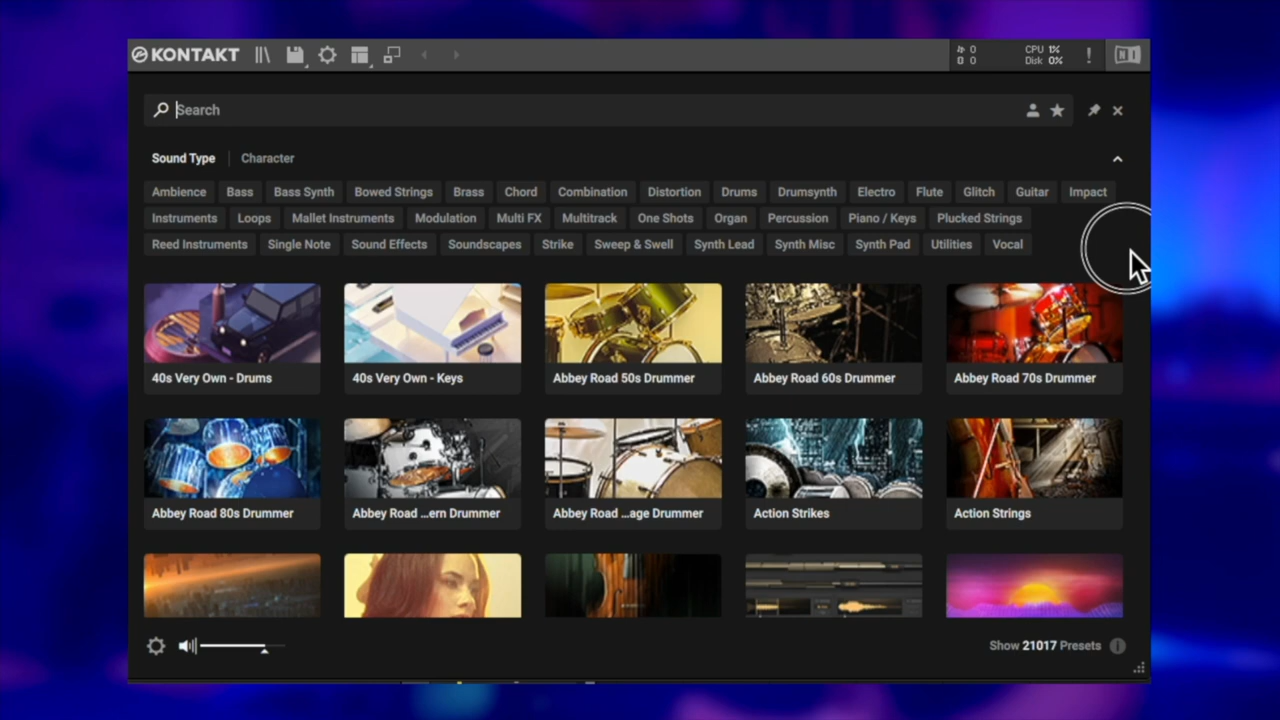 KONTAKT
0
0
CPU 1%
Disk 0%
!
NI
Search
Sound Type Character
Ambience Bass Bass Synth Bowed Strings Brass Chord Combination Distortion Drums Drumsynth Electro Flute Glitch Guitar Impact
Instruments Loops Mallet Instruments Modulation Multi FX Multitrack One Shots Organ Percussion Piano / Keys Plucked Strings
Reed Instruments Single Note Sound Effects Soundscapes Strike Sweep & Swell Synth Lead Synth Misc Synth Pad Utilities Vocal
40s Very Own - Drums 40s Very Own - Keys Abbey Road 50s Drummer Abbey Road 60s Drummer Abbey Road 70s Drummer
Abbey Road 80s Drummer Abbey Road ...ern Drummer Abbey Road ...age Drummer Action Strikes Action Strings
Show 21017 Presets